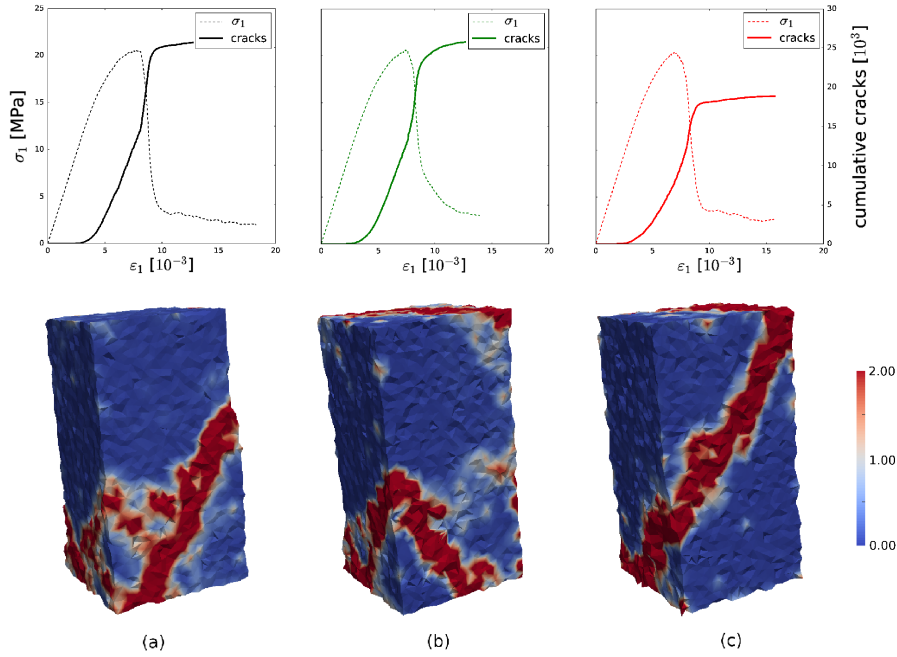 σ₁
cracks
σ₁
cracks
σ₁
cracks
25
20
15
10
5
0
σ₁ [MPa]
30
25
20
15
10
5
0
cumulative cracks [10³]
0 5 10 15 20
0 5 10 15 20
0 5 10 15 20
ε₁ [10⁻³]
ε₁ [10⁻³]
ε₁ [10⁻³]
2.00
1.00
0.00
(a) (b) (c)